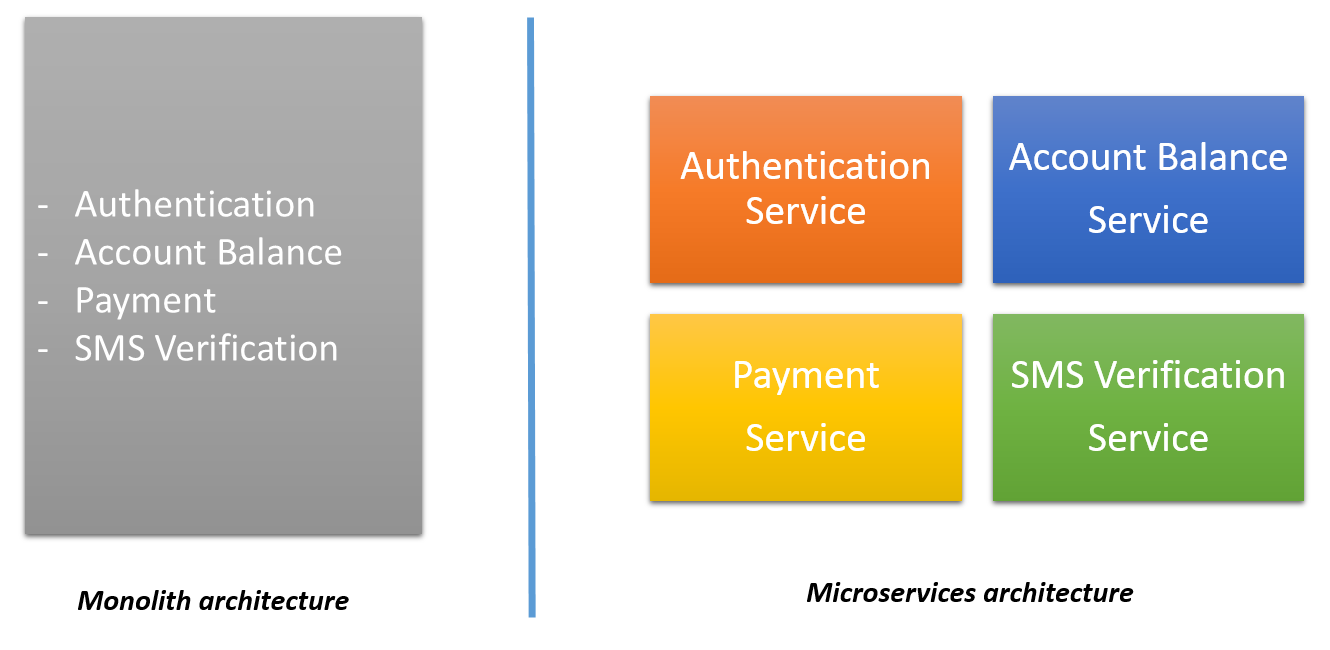 - Authentication
- Account Balance
- Payment
- SMS Verification
Monolith architecture
Authentication
Service
Account Balance
Service
Payment
Service
SMS Verification
Service
Microservices architecture